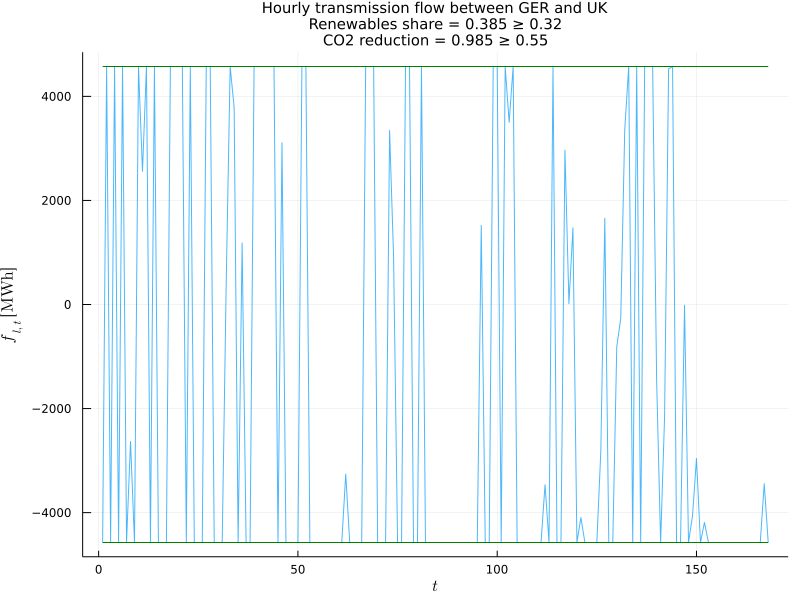 Hourly transmission flow between GER and UK
Renewables share = 0.385 ≥ 0.32
CO2 reduction = 0.985 ≥ 0.55
4000
2000
0
−2000
−4000
f_{l,t} [MWh]
0
50
100
150
t